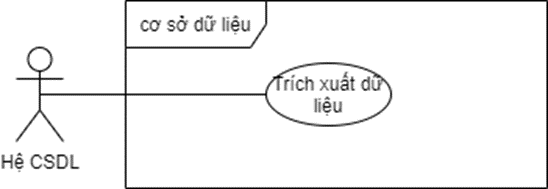 cơ sở dữ liệu
Trích xuất dữ
liệu
Hệ CSDL